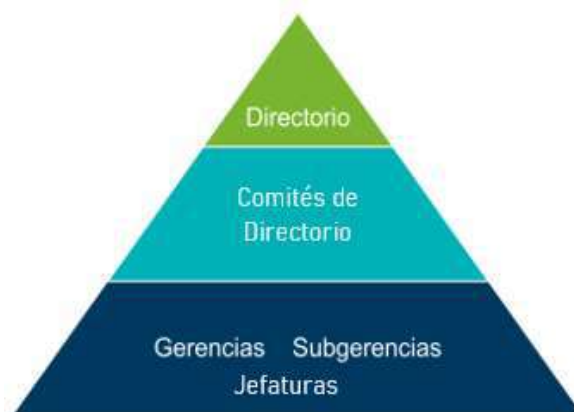 Directorio
Comités de
Directorio
Gerencias Subgerencias
Jefaturas